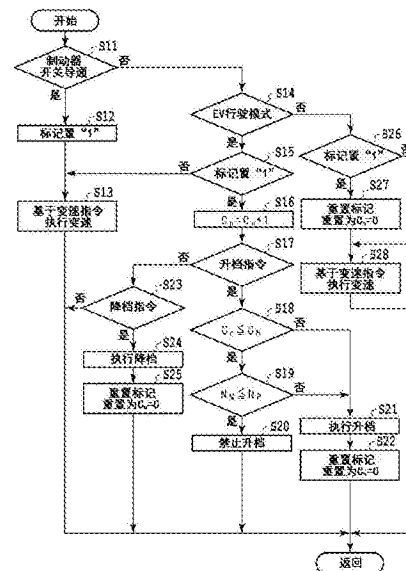 开始
S11
制动器
开关导通
否
是
S12
标记置“1”
S13
基于变速指令
执行变速
S14
EV行驶模式
否
是
S15
标记置“1”
否
是
S16
S17
升档指令
否
是
S18
否
是
S19
否
是
S20
禁止升档
S21
执行升档
S22
重置标记
重置为C₀=0
S23
降档指令
否
是
S24
执行降档
S25
重置标记
重置为C₀=0
S26
标记置“1”
否
是
S27
重置标记
重置为C₀=0
S28
基于变速指令
执行变速
返回